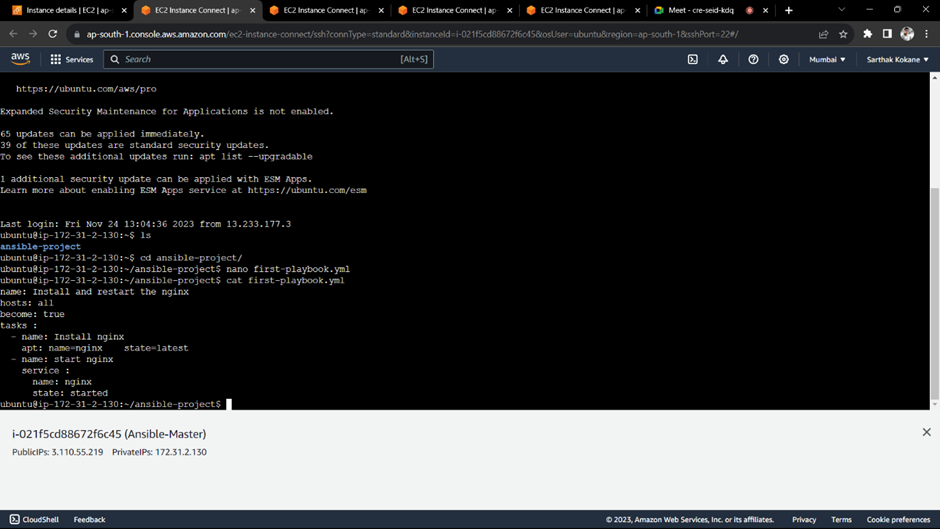 Instance details | EC2 | ap-s
EC2 Instance Connect | ap-
EC2 Instance Connect | ap-s
EC2 Instance Connect | ap-s
EC2 Instance Connect | ap-s
Meet - cre-seid-kdq
ap-south-1.console.aws.amazon.com/ec2-instance-connect/ssh?connType=standard&instanceId=i-021f5cd88672f6c45&osUser=ubuntu&region=ap-south-1&sshPort=22#/
aws Services Search [Alt+S] Mumbai Sarthak Kokane
https://ubuntu.com/aws/pro
Expanded Security Maintenance for Applications is not enabled.
65 updates can be applied immediately.
39 of these updates are standard security updates.
To see these additional updates run: apt list --upgradable
1 additional security update can be applied with ESM Apps.
Learn more about enabling ESM Apps service at https://ubuntu.com/esm
Last login: Fri Nov 24 13:04:36 2023 from 13.233.177.3
ubuntu@ip-172-31-2-130:~$ ls
ansible-project
ubuntu@ip-172-31-2-130:~$ cd ansible-project/
ubuntu@ip-172-31-2-130:~/ansible-project$ nano first-playbook.yml
ubuntu@ip-172-31-2-130:~/ansible-project$ cat first-playbook.yml
name: Install and restart the nginx
hosts: all
become: true
tasks :
- name: Install nginx
apt: name=nginx state=latest
- name: start nginx
service :
name: nginx
state: started
ubuntu@ip-172-31-2-130:~/ansible-project$
i-021f5cd88672f6c45 (Ansible-Master)
PublicIPs: 3.110.55.219 PrivateIPs: 172.31.2.130
CloudShell Feedback © 2023, Amazon Web Services, Inc. or its affiliates. Privacy Terms Cookie preferences